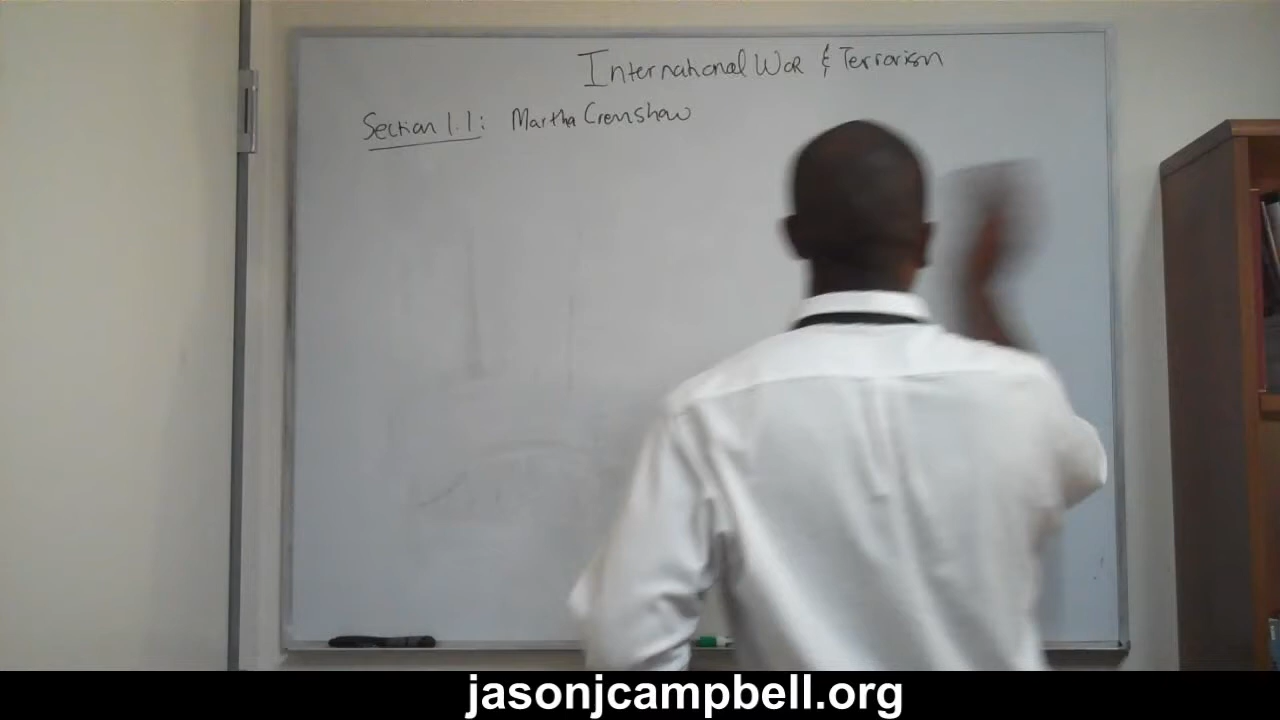 International War & Terrorism
Section 1.1: Martha Crenshaw
jasonjcampbell.org